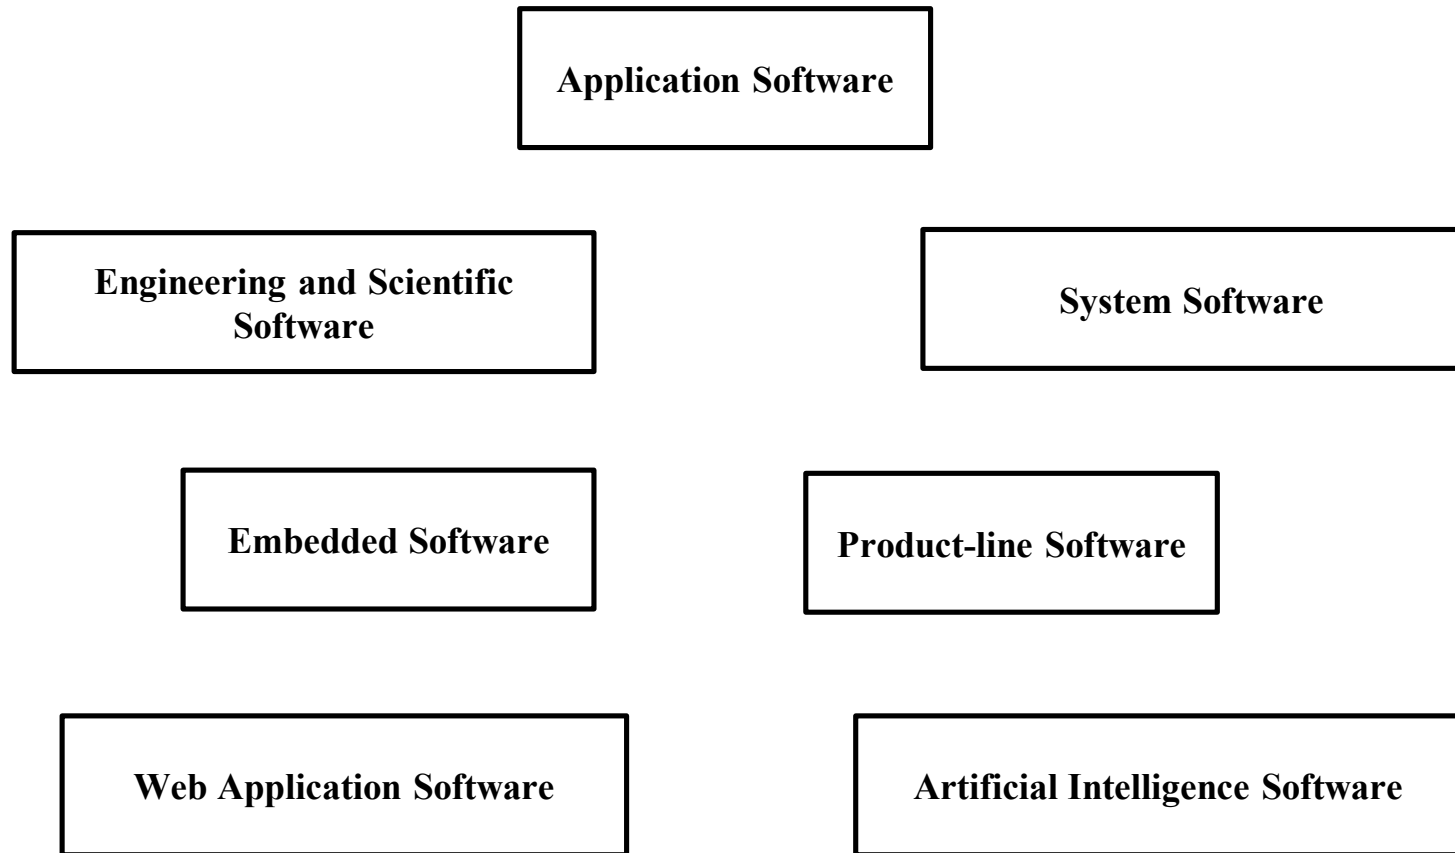 Application Software
Engineering and Scientific
Software
System Software
Embedded Software
Product-line Software
Web Application Software
Artificial Intelligence Software